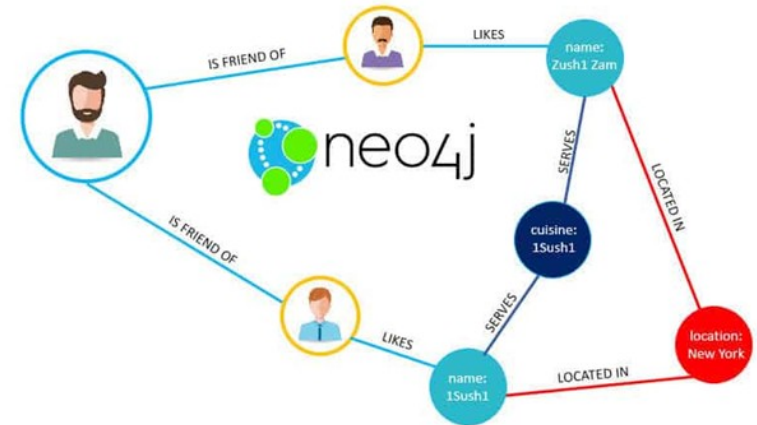 IS FRIEND OF
LIKES
name:
Zush1 Zam
neo4j
SERVES
LOCATED IN
cuisine:
1Sush1
IS FRIEND OF
SERVES
LIKES
location:
New York
name:
1Sush1
LOCATED IN